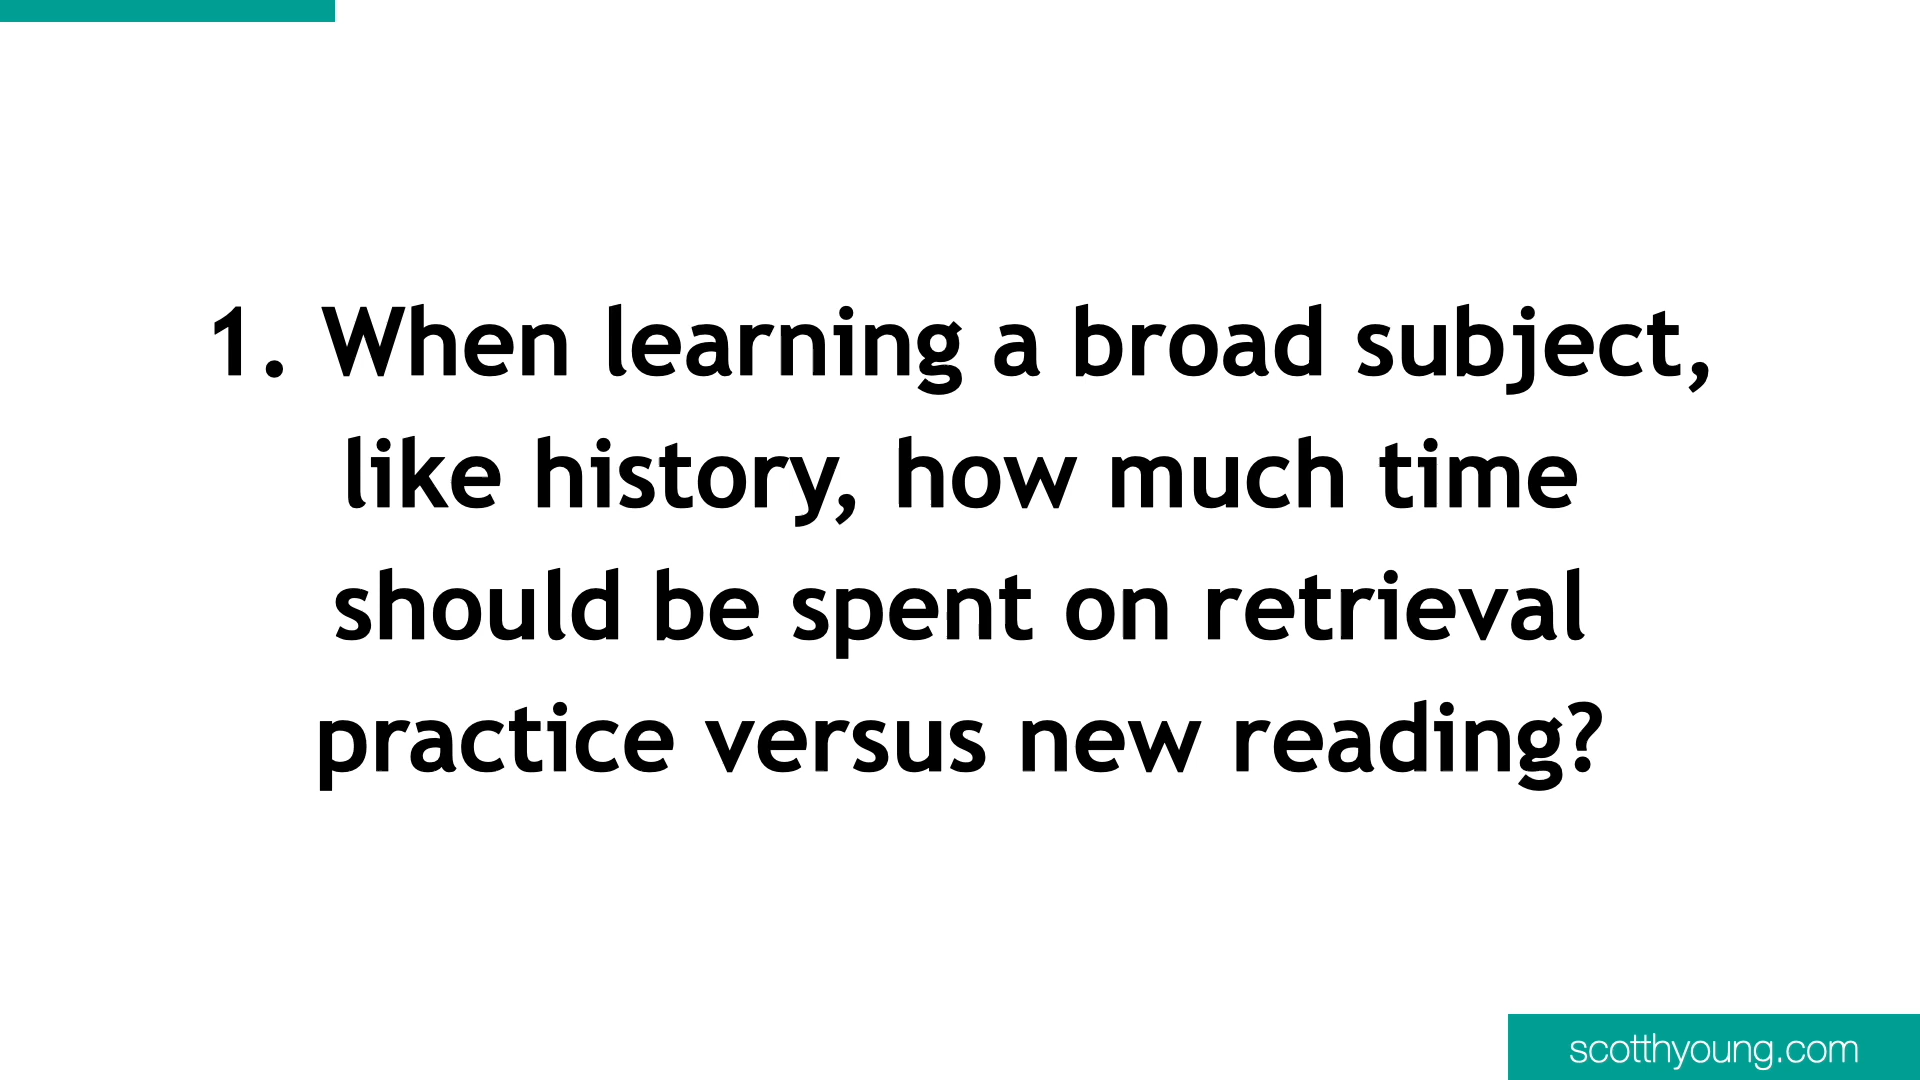 1. When learning a broad subject,
like history, how much time
should be spent on retrieval
practice versus new reading?
scotthyoung.com